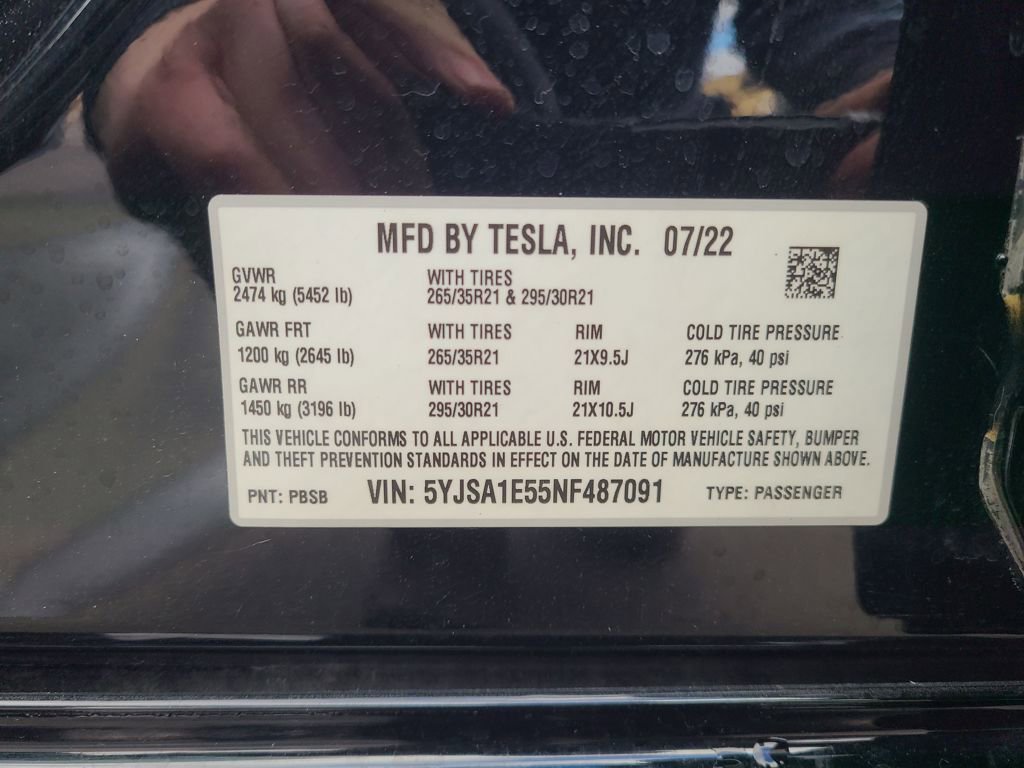 MFD BY TESLA, INC. 07/22
GVWR WITH TIRES
2474 kg (5452 lb) 265/35R21 & 295/30R21
GAWR FRT WITH TIRES RIM COLD TIRE PRESSURE
1200 kg (2645 lb) 265/35R21 21X9.5J 276 kPa, 40 psi
GAWR RR WITH TIRES RIM COLD TIRE PRESSURE
1450 kg (3196 lb) 295/30R21 21X10.5J 276 kPa, 40 psi
THIS VEHICLE CONFORMS TO ALL APPLICABLE U.S. FEDERAL MOTOR VEHICLE SAFETY, BUMPER
AND THEFT PREVENTION STANDARDS IN EFFECT ON THE DATE OF MANUFACTURE SHOWN ABOVE.
PNT: PBSB VIN: 5YJSA1E55NF487091 TYPE: PASSENGER